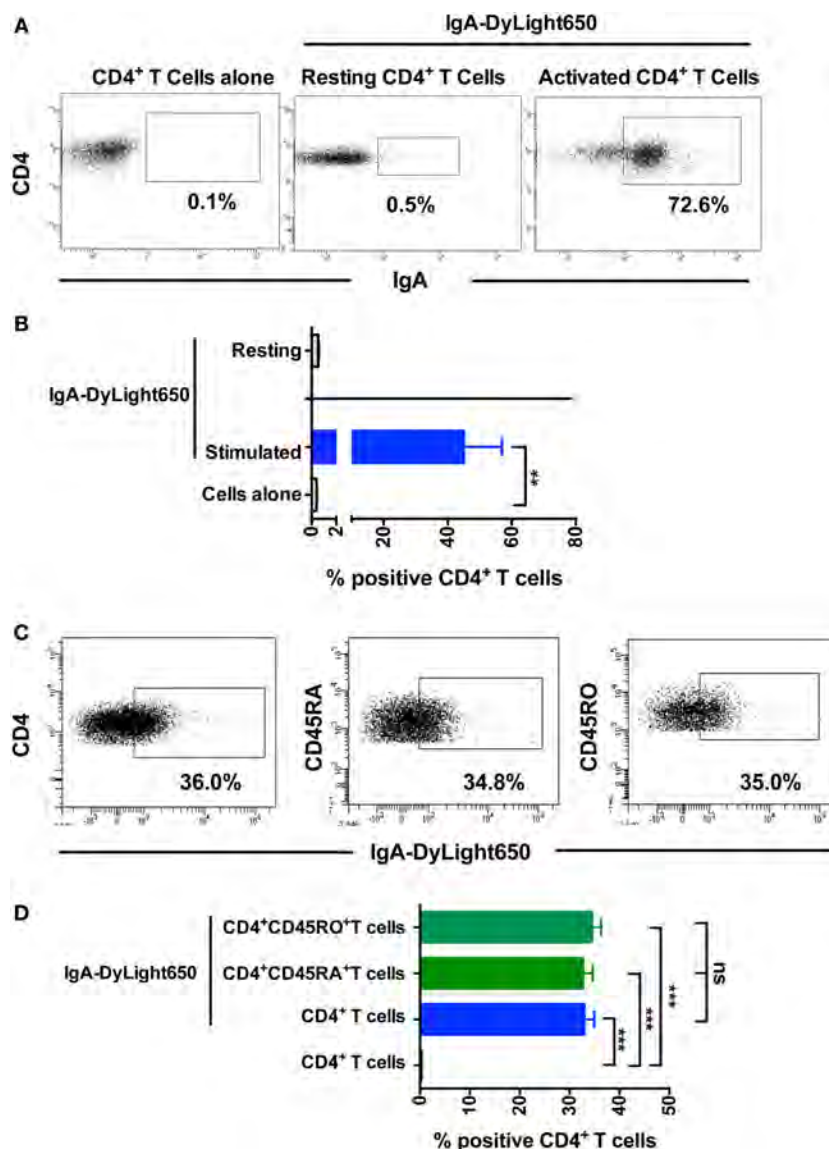 A
IgA-DyLight650
CD4⁺ T Cells alone
Resting CD4⁺ T Cells
Activated CD4⁺ T Cells
CD4
0.1%
0.5%
72.6%
IgA
B
Resting
IgA-DyLight650
Stimulated
Cells alone
**
0 2 20 40 60 80
% positive CD4⁺ T cells
C
CD4
36.0%
CD45RA
34.8%
CD45RO
35.0%
IgA-DyLight650
D
CD4⁺CD45RO⁺T cells
IgA-DyLight650
CD4⁺CD45RA⁺T cells
CD4⁺ T cells
CD4⁺ T cells
***
***
***
ns
0 10 20 30 40 50
% positive CD4⁺ T cells